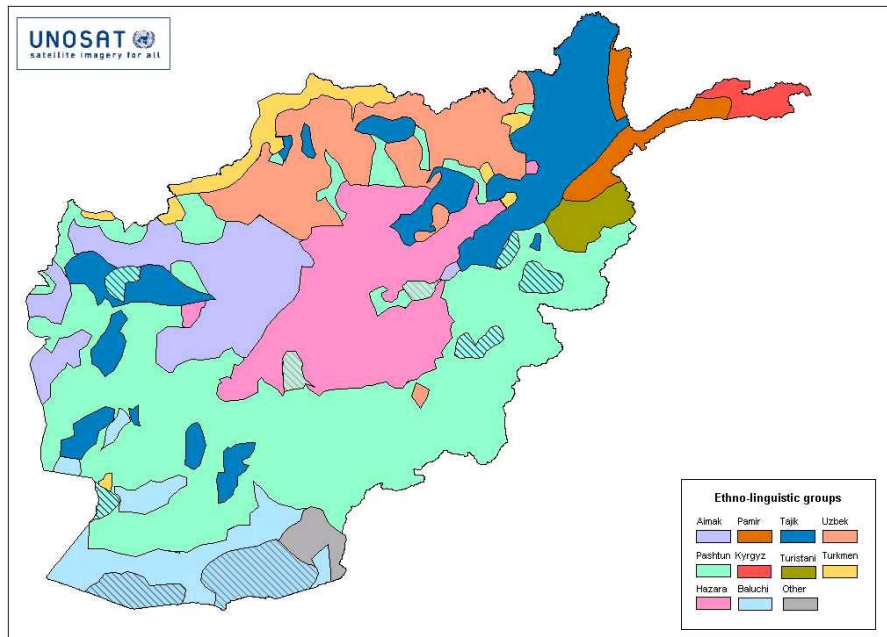 UNOSAT
satellite imagery for all
Ethno-linguistic groups
Aimak Pamir Tajik Uzbek
Pashtun Kyrgyz Turistani Turkmen
Hazara Baluchi Other